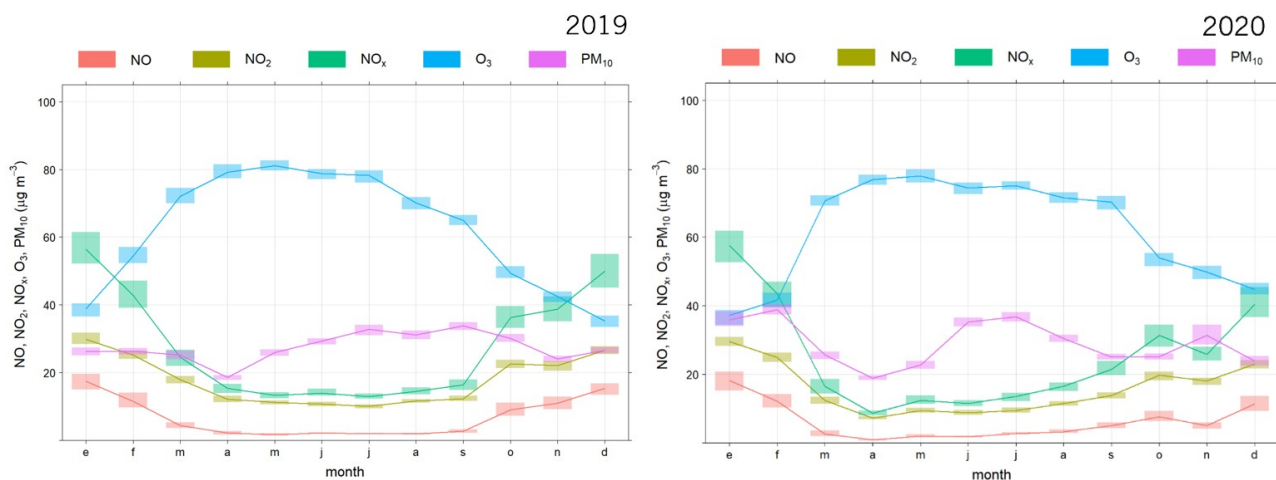 2019
NO NO₂ NOₓ O₃ PM₁₀
NO, NO₂, NOₓ, O₃, PM₁₀ (µg m⁻³)
100
80
60
40
20
e f m a m j j a s o n d
month
2020
NO NO₂ NOₓ O₃ PM₁₀
NO, NO₂, NOₓ, O₃, PM₁₀ (µg m⁻³)
100
80
60
40
20
e f m a m j j a s o n d
month